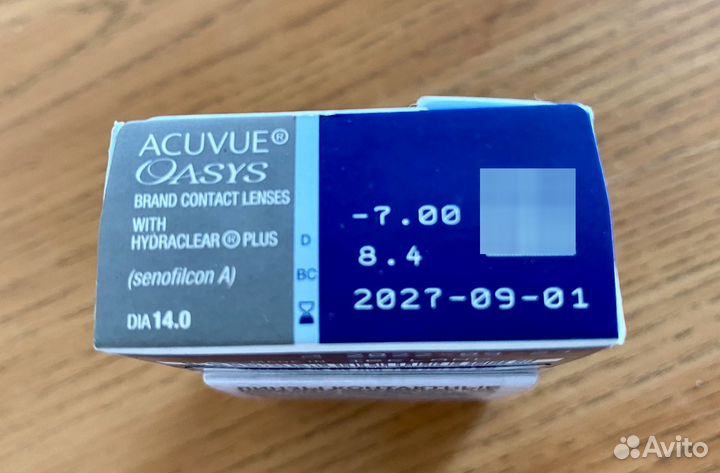 ACUVUE®
OASYS
BRAND CONTACT LENSES
WITH
HYDRACLEAR® PLUS
(senofilcon A)
DIA 14.0
D -7.00
BC 8.4
2027-09-01
Avito